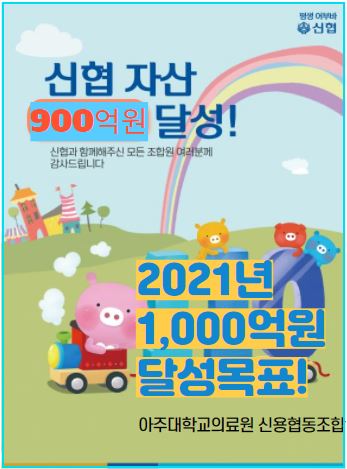 평생 어부바
신협
신협 자산
900억원 달성!
신협과 함께해주신 모든 조합원 여러분께
감사드립니다
2021년
1,000억원
달성목표!
아주대학교의료원 신용협동조합